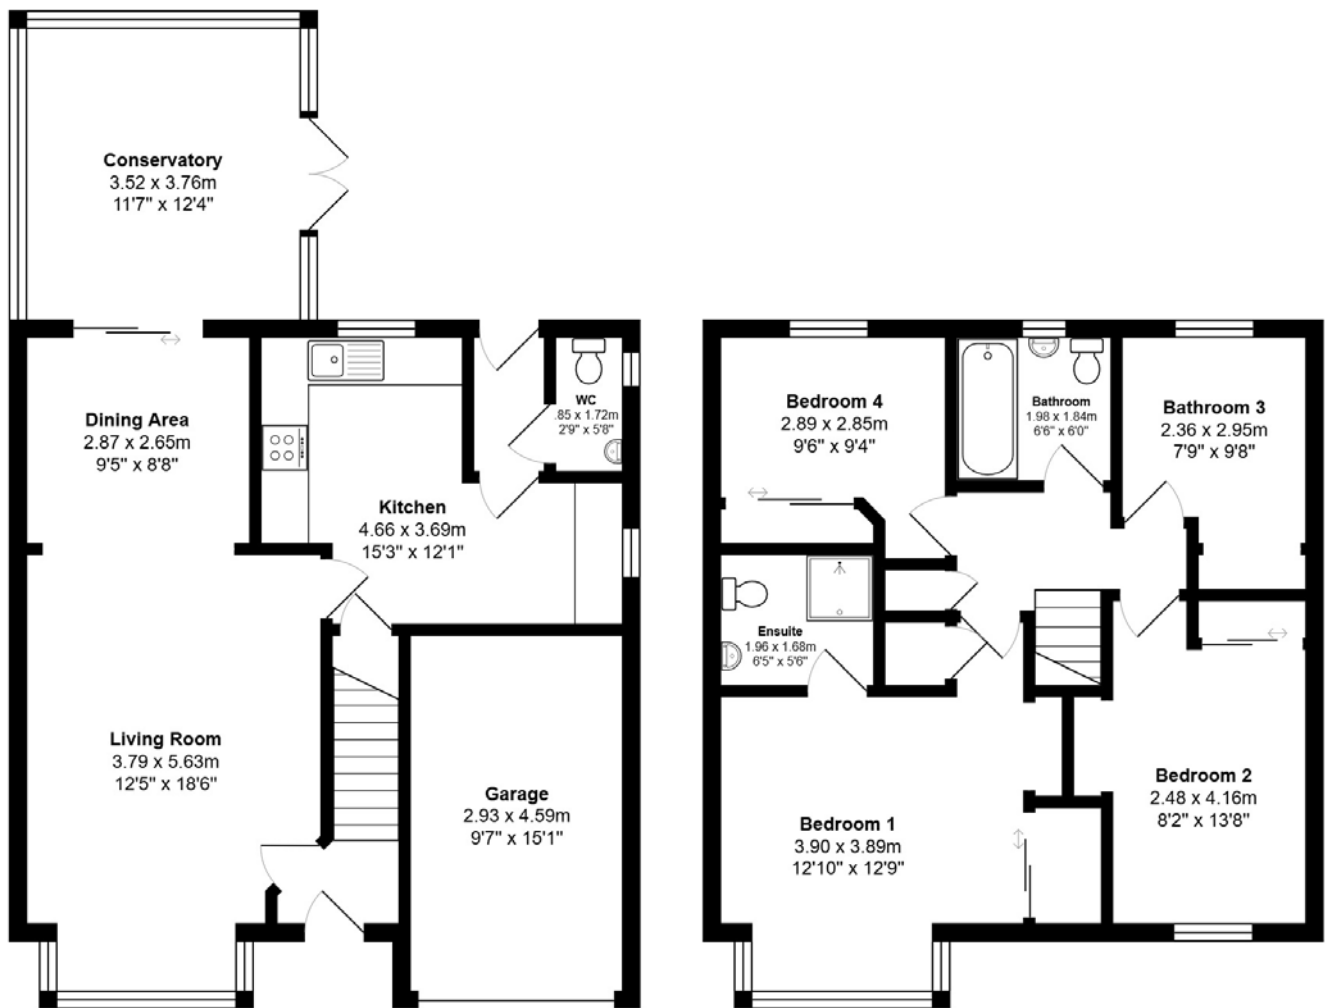 Conservatory
3.52 x 3.76m
11'7" x 12'4"
Dining Area
2.87 x 2.65m
9'5" x 8'8"
WC
.85 x 1.72m
2'9" x 5'8"
Kitchen
4.66 x 3.69m
15'3" x 12'1"
Living Room
3.79 x 5.63m
12'5" x 18'6"
Garage
2.93 x 4.59m
9'7" x 15'1"
Bedroom 4
2.89 x 2.85m
9'6" x 9'4"
Bathroom
1.98 x 1.84m
6'6" x 6'0"
Bathroom 3
2.36 x 2.95m
7'9" x 9'8"
Ensuite
1.96 x 1.68m
6'5" x 5'6"
Bedroom 1
3.90 x 3.89m
12'10" x 12'9"
Bedroom 2
2.48 x 4.16m
8'2" x 13'8"